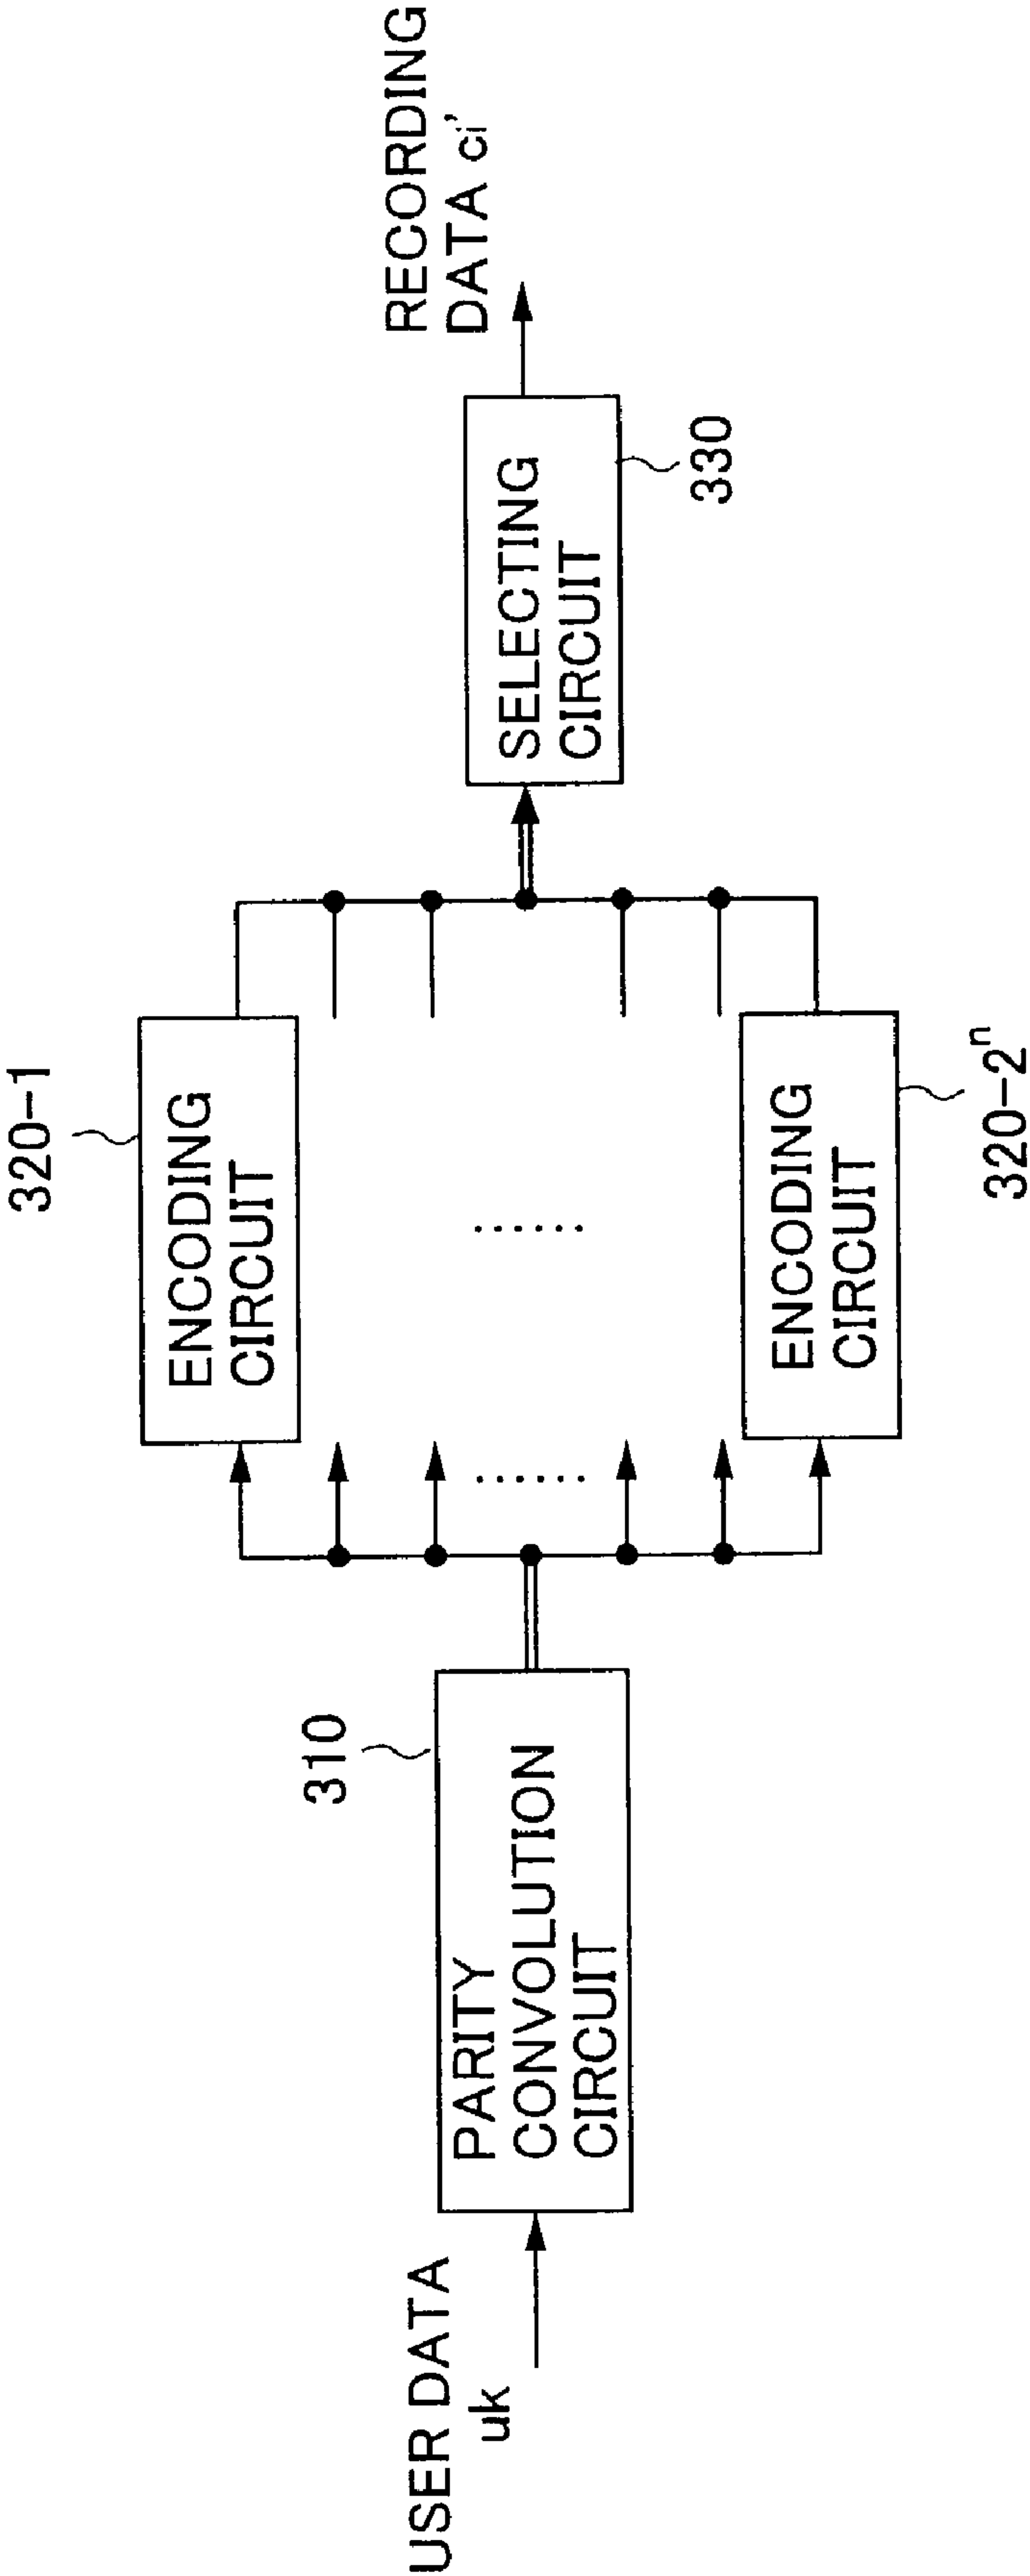 USER DATA
uk
310
PARITY
CONVOLUTION
CIRCUIT
320-1
ENCODING
CIRCUIT
ENCODING
CIRCUIT
320-2ⁿ
SELECTING
CIRCUIT
330
RECORDING
DATA ci'